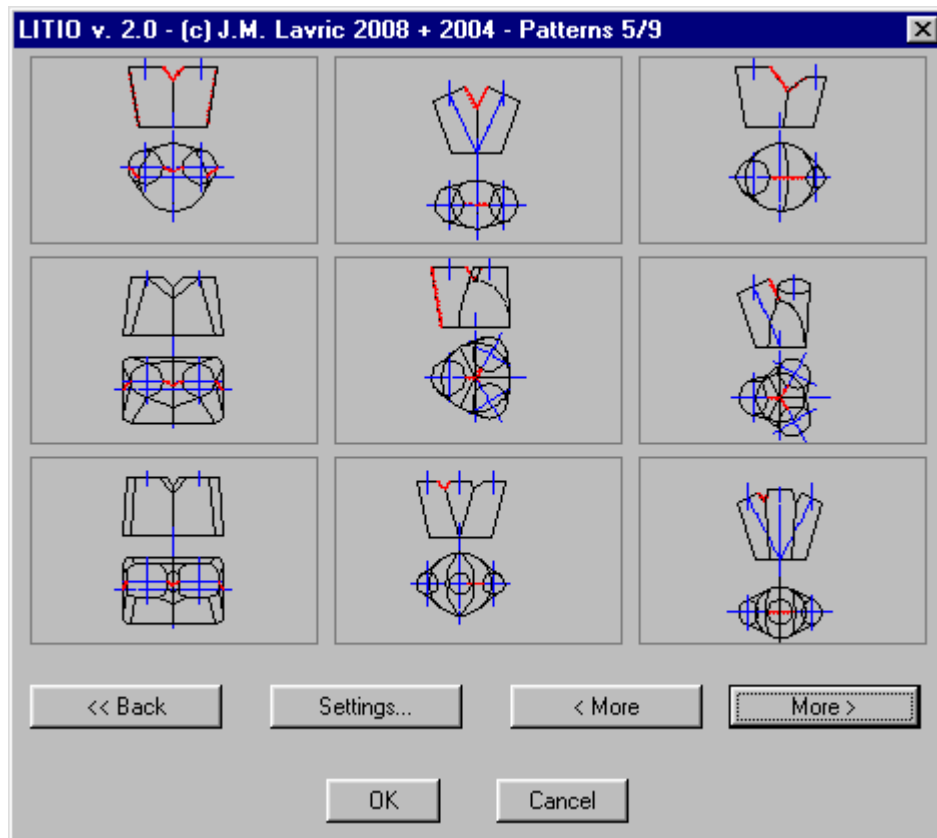 LITIO v. 2.0 - (c) J.M. Lavric 2008 + 2004 - Patterns 5/9
<< Back
Settings...
< More
More >
OK
Cancel